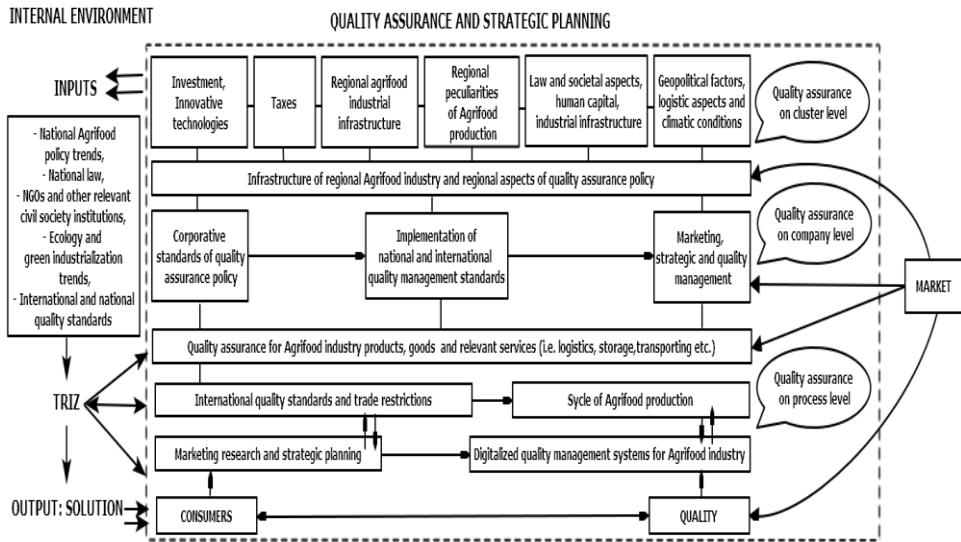 INTERNAL ENVIRONMENT
QUALITY ASSURANCE AND STRATEGIC PLANNING
INPUTS
- National Agrifood
policy trends,
- National law,
- NGOs and other relevant
civil society institutions,
- Ecology and
green industrialization
trends,
- International and national
quality standards
TRIZ
OUTPUT: SOLUTION
Investment,
Innovative
technologies
Taxes
Regional agrifood
industrial
infrastructure
Regional
peculiarities
of Agrifood
production
Law and societal aspects,
human capital,
industrial infrastructure
Geopolitical factors,
logistic aspects and
climatic conditions
Quality assurance
on cluster level
Infrastructure of regional Agrifood industry and regional aspects of quality assurance policy
Corporative
standards of quality
assurance policy
Implementation of
national and international
quality management standards
Marketing,
strategic and quality
management
Quality assurance
on company level
MARKET
Quality assurance for Agrifood industry products, goods and relevant services (i.e. logistics, storage,transporting etc.)
International quality standards and trade restrictions
Sycle of Agrifood production
Quality assurance
on process level
Marketing research and strategic planning
Digitalized quality management systems for Agrifood industry
CONSUMERS
QUALITY